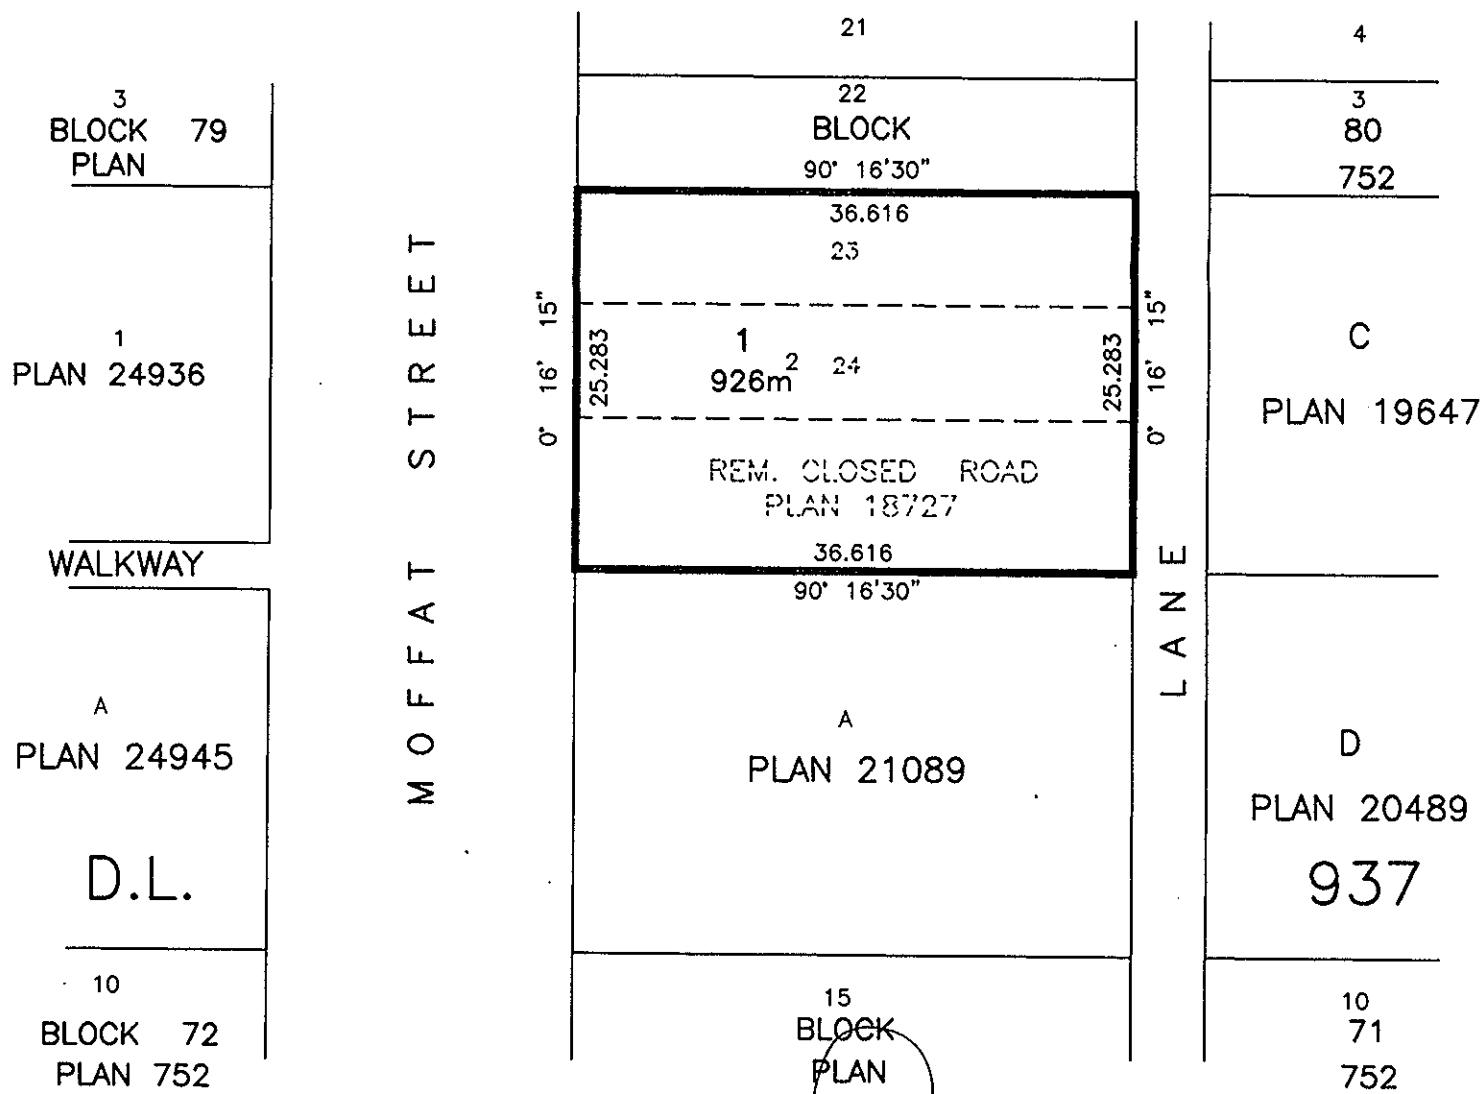 21
4
3
BLOCK 79
PLAN
22
BLOCK
3
80
752
90° 16'30"
36.616
23
1
PLAN 24936
MOFFAT STREET
0° 16' 15"
25.283
1
926m²
24
25.283
0° 16' 15"
C
PLAN 19647
REM. CLOSED ROAD
PLAN 18727
36.616
90° 16'30"
WALKWAY
LANE
A
PLAN 24945
A
PLAN 21089
D
PLAN 20489
D.L.
937
10
BLOCK 72
PLAN 752
15
BLOCK
PLAN
10
71
752